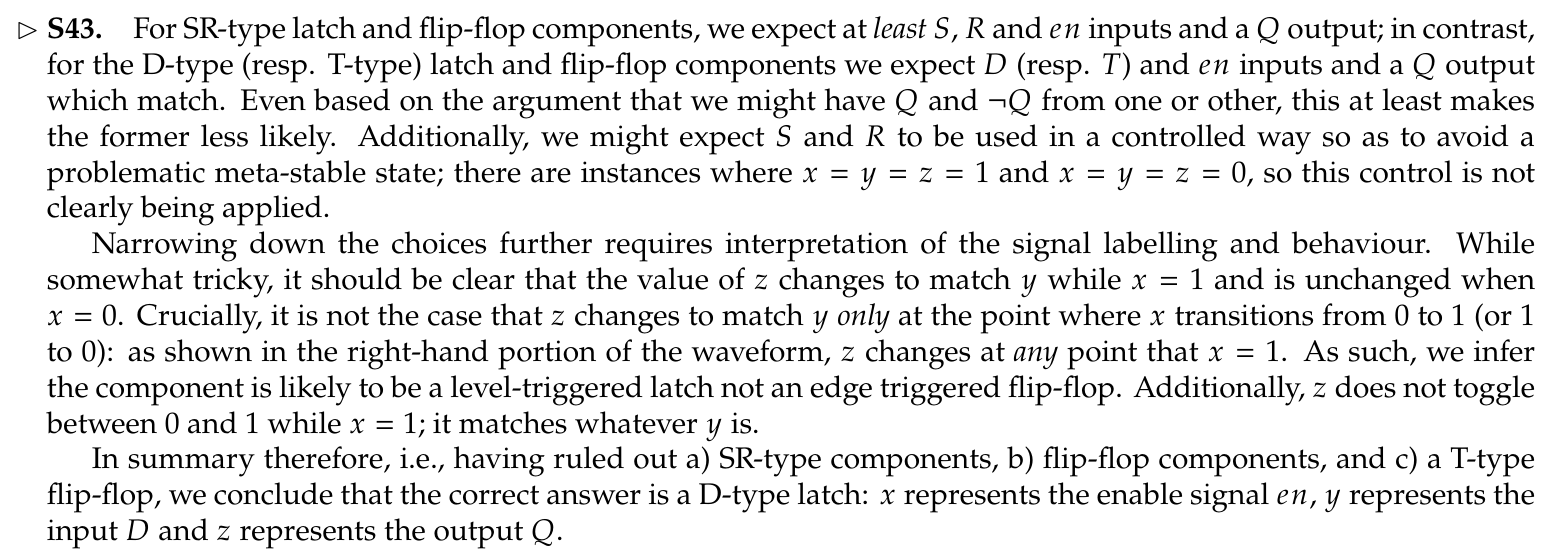 ▷ S43. For SR-type latch and flip-flop components, we expect at least S, R and en inputs and a Q output; in contrast,
for the D-type (resp. T-type) latch and flip-flop components we expect D (resp. T) and en inputs and a Q output
which match. Even based on the argument that we might have Q and ¬Q from one or other, this at least makes
the former less likely. Additionally, we might expect S and R to be used in a controlled way so as to avoid a
problematic meta-stable state; there are instances where x = y = z = 1 and x = y = z = 0, so this control is not
clearly being applied.
Narrowing down the choices further requires interpretation of the signal labelling and behaviour. While
somewhat tricky, it should be clear that the value of z changes to match y while x = 1 and is unchanged when
x = 0. Crucially, it is not the case that z changes to match y only at the point where x transitions from 0 to 1 (or 1
to 0): as shown in the right-hand portion of the waveform, z changes at any point that x = 1. As such, we infer
the component is likely to be a level-triggered latch not an edge triggered flip-flop. Additionally, z does not toggle
between 0 and 1 while x = 1; it matches whatever y is.
In summary therefore, i.e., having ruled out a) SR-type components, b) flip-flop components, and c) a T-type
flip-flop, we conclude that the correct answer is a D-type latch: x represents the enable signal en, y represents the
input D and z represents the output Q.